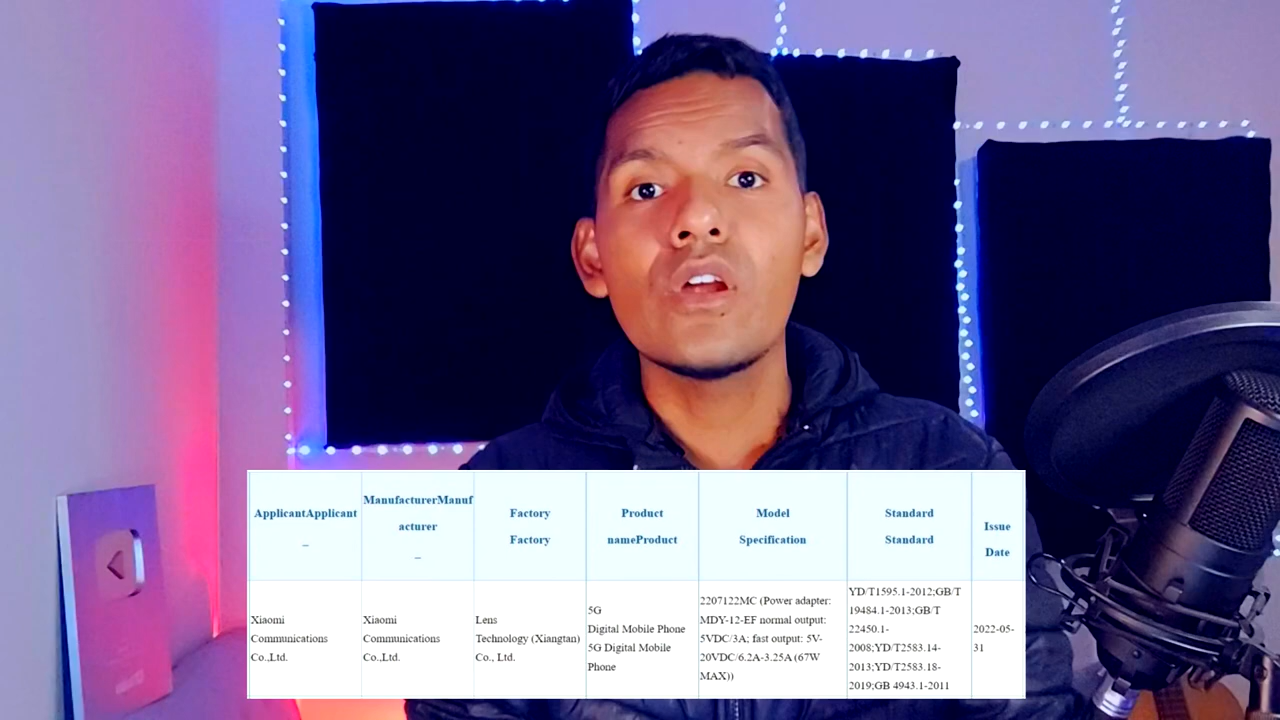 ApplicantApplicant
_
ManufacturerManuf
acturer
_
Factory
Factory
Product
nameProduct
Model
Specification
Standard
Standard
Issue
Date
Xiaomi
Communications
Co.,Ltd.
Xiaomi
Communications
Co.,Ltd.
Lens
Technology (Xiangtan)
Co., Ltd.
5G
Digital Mobile Phone
5G Digital Mobile
Phone
2207122MC (Power adapter:
MDY-12-EF normal output:
5VDC/3A; fast output: 5V-
20VDC/6.2A-3.25A (67W
MAX))
YD/T1595.1-2012;GB/T
19484.1-2013;GB/T
22450.1-
2008;YD/T2583.14-
2013;YD/T2583.18-
2019;GB 4943.1-2011
2022-05-
31